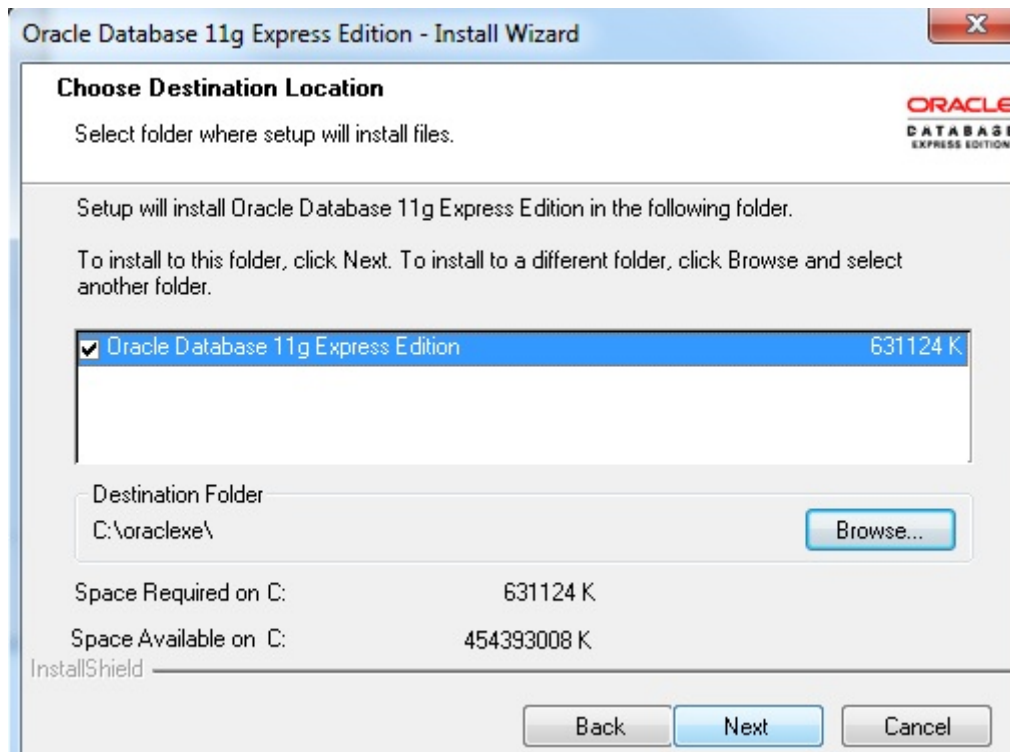 Oracle Database 11g Express Edition - Install Wizard
Choose Destination Location
Select folder where setup will install files.
ORACLE
DATABASE
EXPRESS EDITION
Setup will install Oracle Database 11g Express Edition in the following folder.
To install to this folder, click Next. To install to a different folder, click Browse and select
another folder.
Oracle Database 11g Express Edition 631124 K
Destination Folder
C:\oraclexe\
Browse...
Space Required on C: 631124 K
Space Available on C: 454393008 K
InstallShield
Back Next Cancel